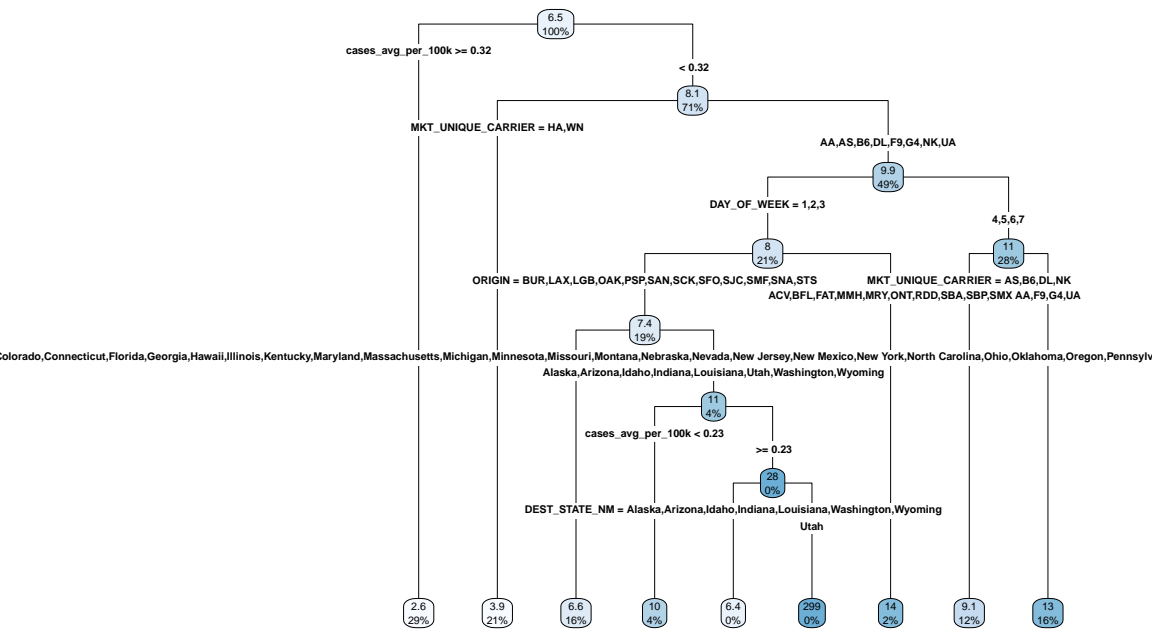 6.5
100%
cases_avg_per_100k >= 0.32
< 0.32
8.1
71%
MKT_UNIQUE_CARRIER = HA,WN
AA,AS,B6,DL,F9,G4,NK,UA
9.9
49%
DAY_OF_WEEK = 1,2,3
4,5,6,7
8
21%
11
28%
ORIGIN = BUR,LAX,LGB,OAK,PSP,SAN,SCK,SFO,SJC,SMF,SNA,STS
MKT_UNIQUE_CARRIER = AS,B6,DL,NK
ACV,BFL,FAT,MMH,MRY,ONT,RDD,SBA,SBP,SMX
AA,F9,G4,UA
7.4
19%
Colorado,Connecticut,Florida,Georgia,Hawaii,Illinois,Kentucky,Maryland,Massachusetts,Michigan,Minnesota,Missouri,Montana,Nebraska,Nevada,New Jersey,New Mexico,New York,North Carolina,Ohio,Oklahoma,Oregon,Pennsylv
Alaska,Arizona,Idaho,Indiana,Louisiana,Utah,Washington,Wyoming
11
4%
cases_avg_per_100k < 0.23
>= 0.23
28
0%
DEST_STATE_NM = Alaska,Arizona,Idaho,Indiana,Louisiana,Washington,Wyoming
Utah
2.6
29%
3.9
21%
6.6
16%
10
4%
6.4
0%
299
0%
14
2%
9.1
12%
13
16%